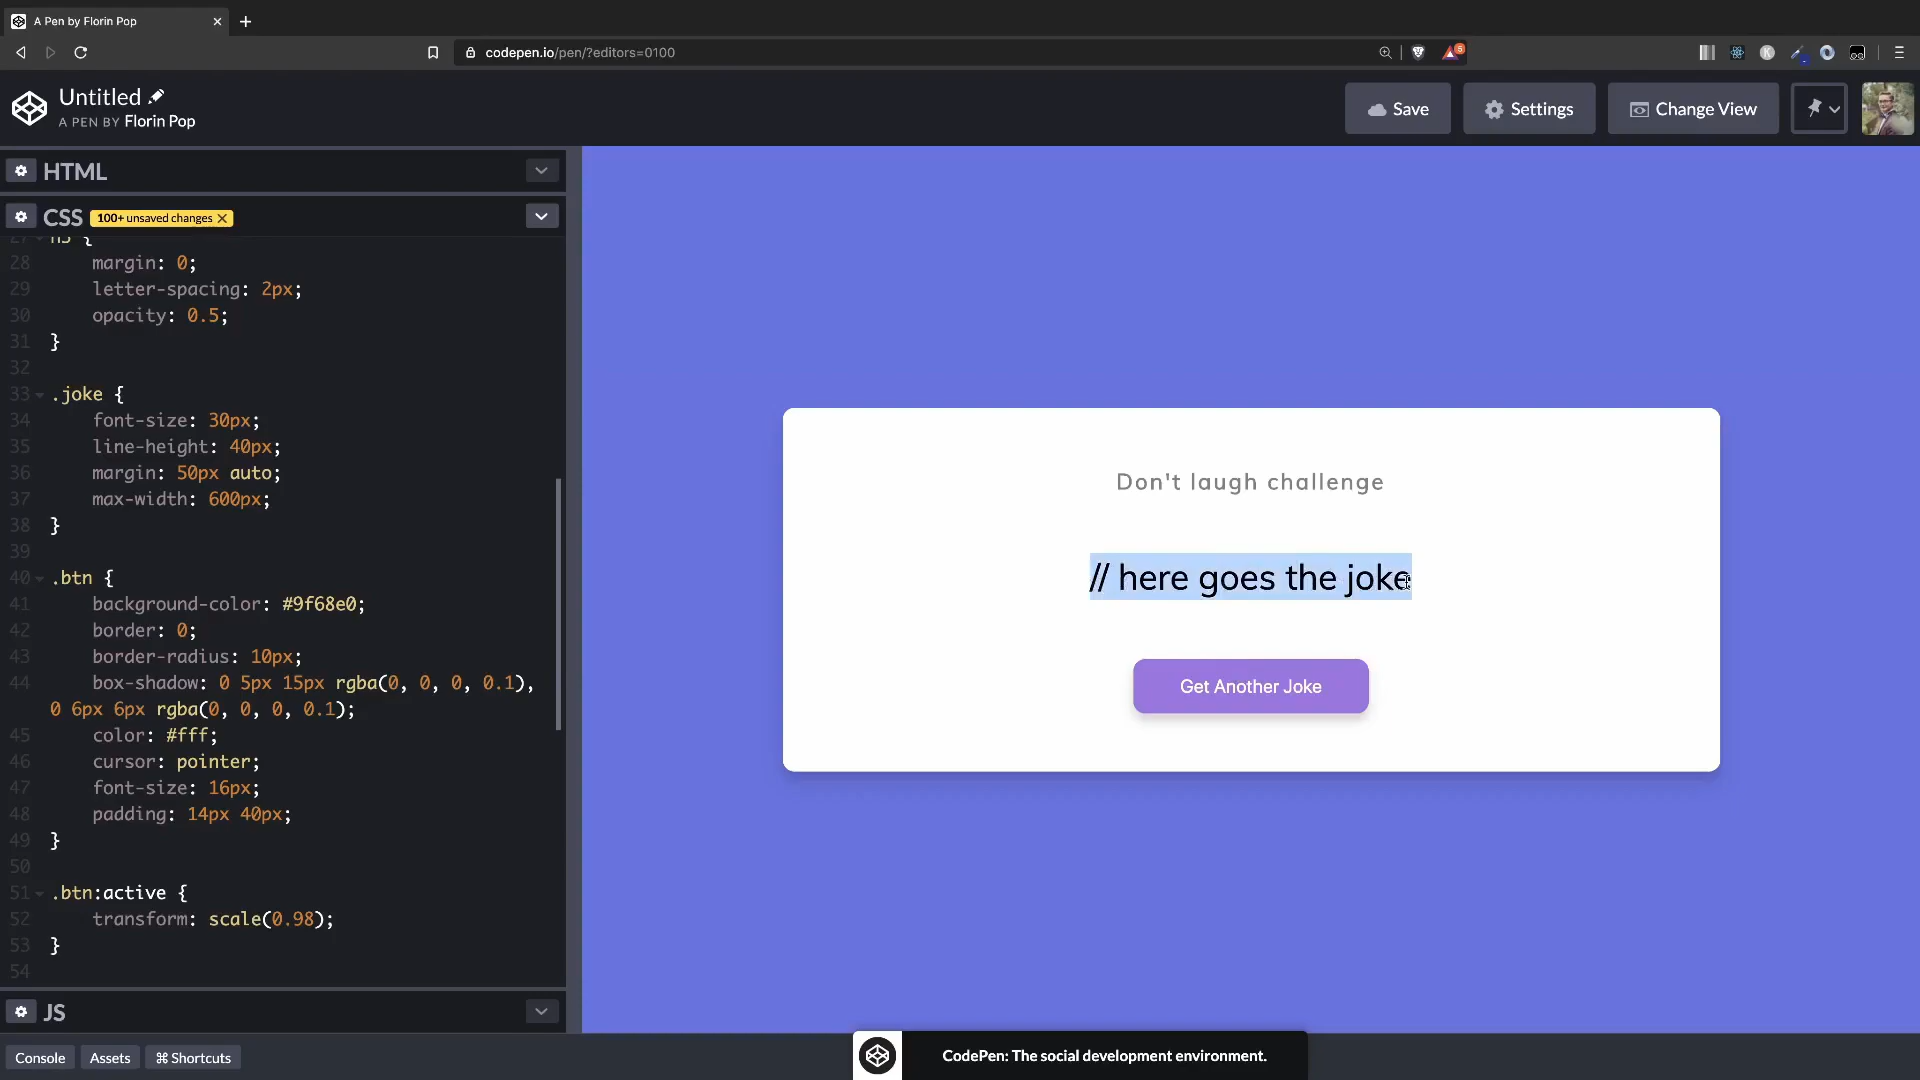 A Pen by Florin Pop
codepen.io/pen/?editors=0100
5
Untitled
A PEN BY Florin Pop
Save
Settings
Change View
HTML
CSS
100+ unsaved changes
28 margin: 0;
29 letter-spacing: 2px;
30 opacity: 0.5;
31 }
32
33 .joke {
34 font-size: 30px;
35 line-height: 40px;
36 margin: 50px auto;
37 max-width: 600px;
38 }
39
40 .btn {
41 background-color: #9f68e0;
42 border: 0;
43 border-radius: 10px;
44 box-shadow: 0 5px 15px rgba(0, 0, 0, 0.1),
0 6px 6px rgba(0, 0, 0, 0.1);
45 color: #fff;
46 cursor: pointer;
47 font-size: 16px;
48 padding: 14px 40px;
49 }
50
51 .btn:active {
52 transform: scale(0.98);
53 }
54
JS
Console
Assets
⌘ Shortcuts
Don't laugh challenge
// here goes the joke
Get Another Joke
CodePen: The social development environment.